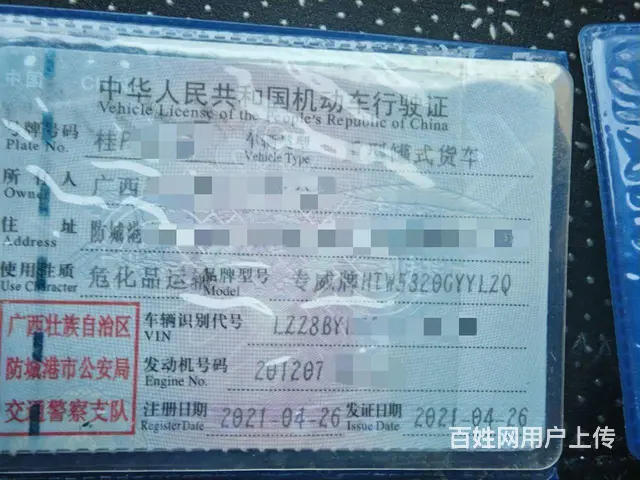 中国 C
中华人民共和国机动车行驶证
Vehicle License of the People's Republic of China
号牌号码 桂P 车辆类型 型罐式货车
Plate No. Vehicle Type
所有人 广西
Owner
住址 防城港
Address
使用性质 危化品运输 品牌型号 专威牌HTW5320GYYLZQ
Use Character Model
广西壮族自治区
防城港市公安局
交通警察支队
车辆识别代号 LZZ8BY
VIN
发动机号码 201207
Engine No.
注册日期 2021-04-26 发证日期 2021-04-26
Register Date Issue Date
百姓网用户上传